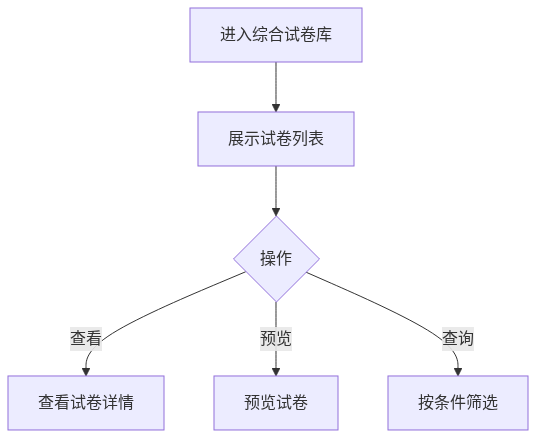 进入综合试卷库
展示试卷列表
操作
查看
预览
查询
查看试卷详情
预览试卷
按条件筛选